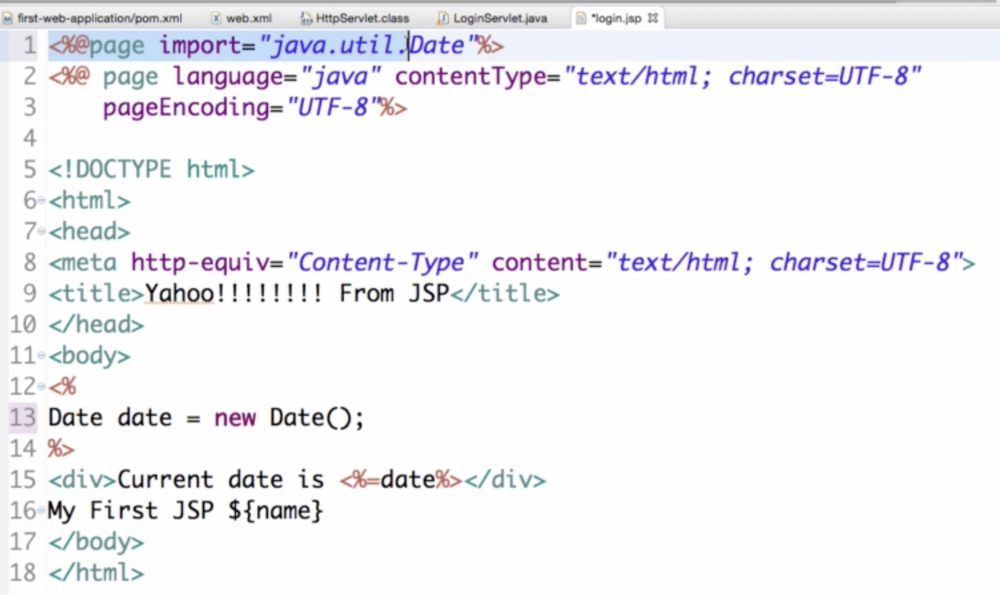 first-web-application/pom.xml web.xml HttpServlet.class LoginServlet.java *login.jsp
1 <%@page import="java.util.Date"%>
2 <%@ page language="java" contentType="text/html; charset=UTF-8"
3 pageEncoding="UTF-8"%>
4
5 <!DOCTYPE html>
6 <html>
7 <head>
8 <meta http-equiv="Content-Type" content="text/html; charset=UTF-8">
9 <title>Yahoo!!!!!!!! From JSP</title>
10 </head>
11 <body>
12 <%
13 Date date = new Date();
14 %>
15 <div>Current date is <%=date%></div>
16 My First JSP ${name}
17 </body>
18 </html>